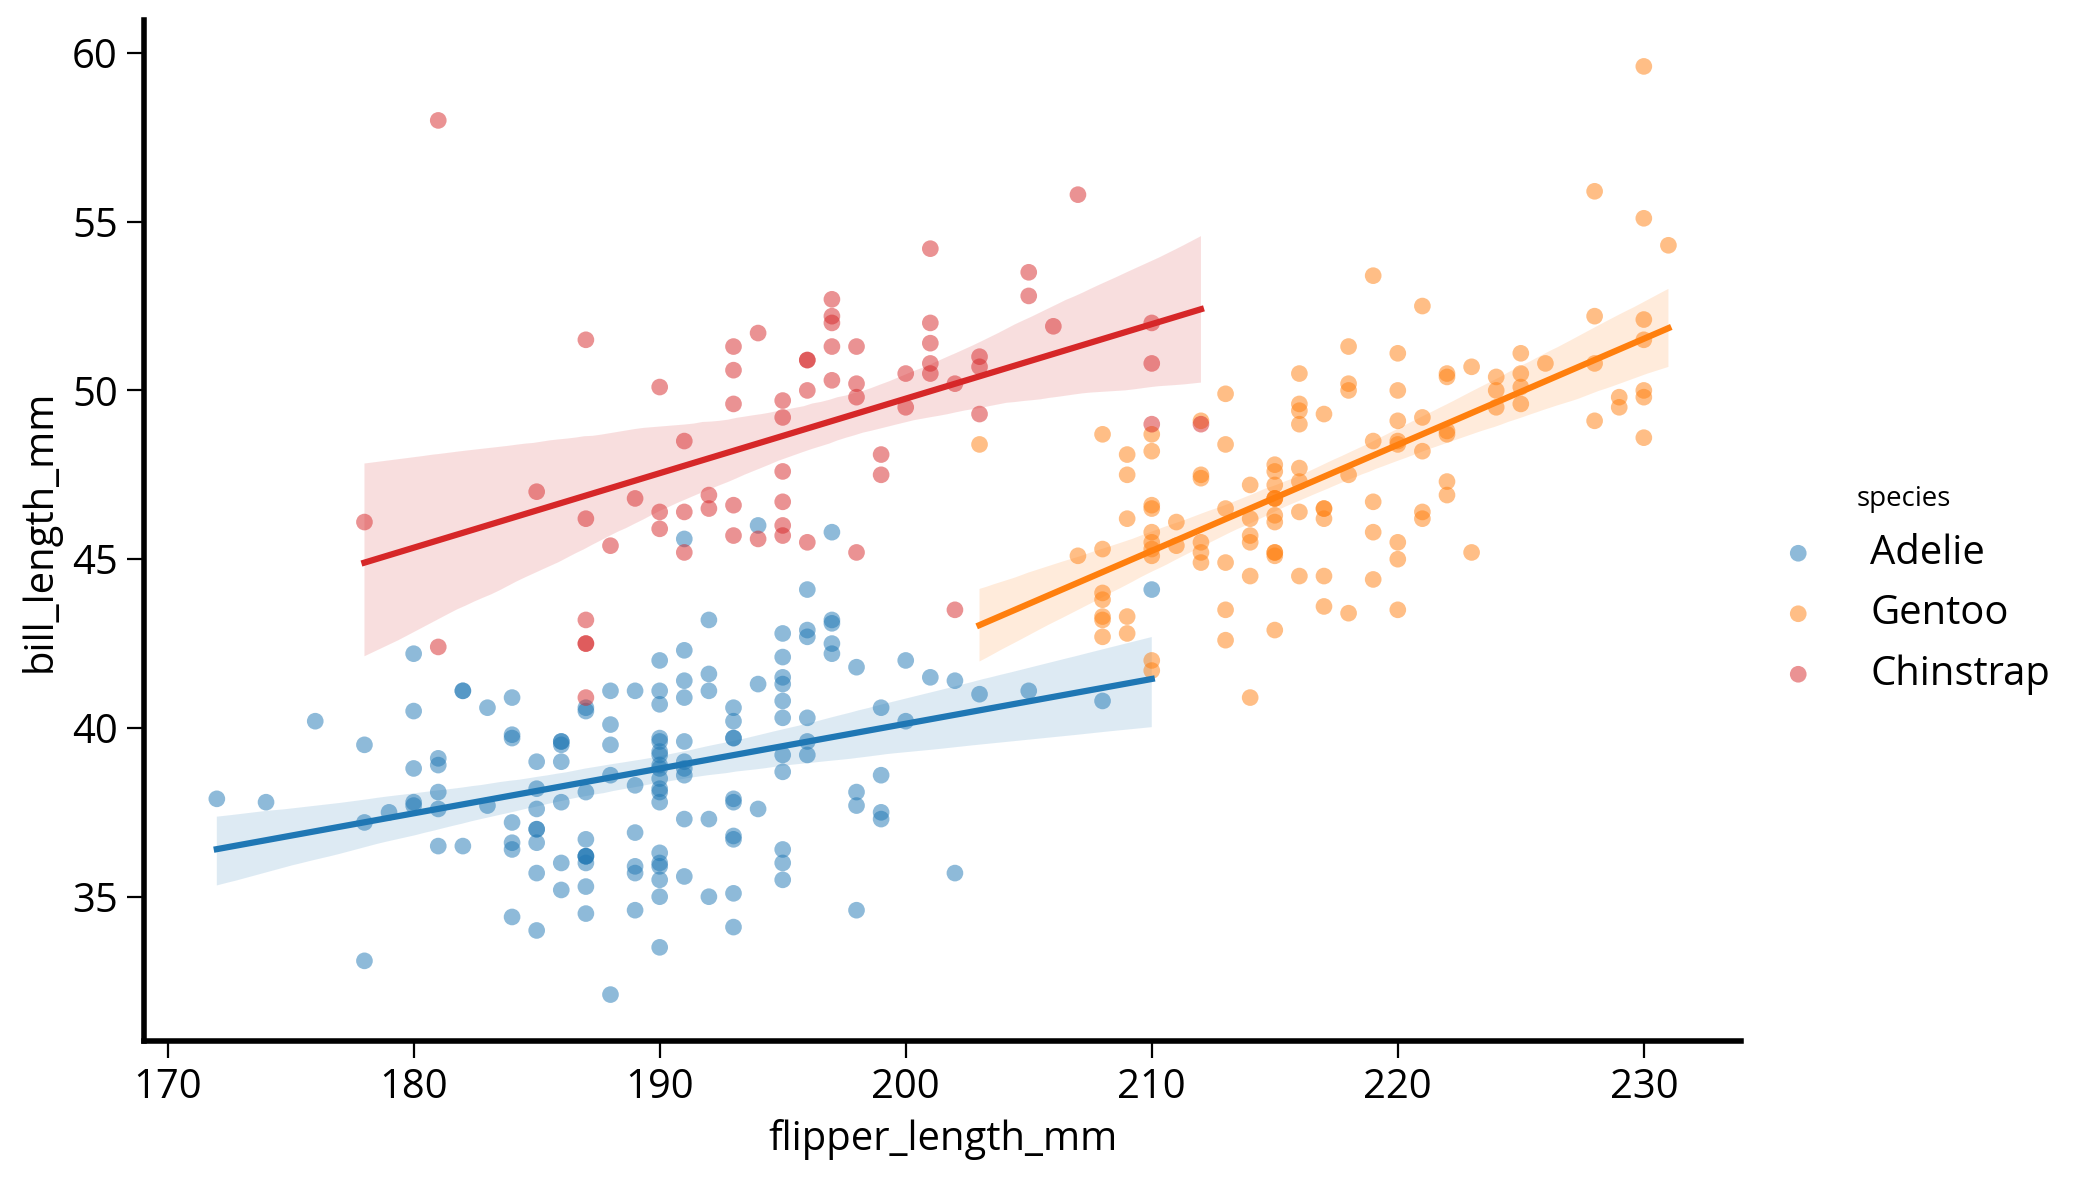 60
55
50
45
40
35
bill_length_mm
170 180 190 200 210 220 230
flipper_length_mm
species
Adelie
Gentoo
Chinstrap